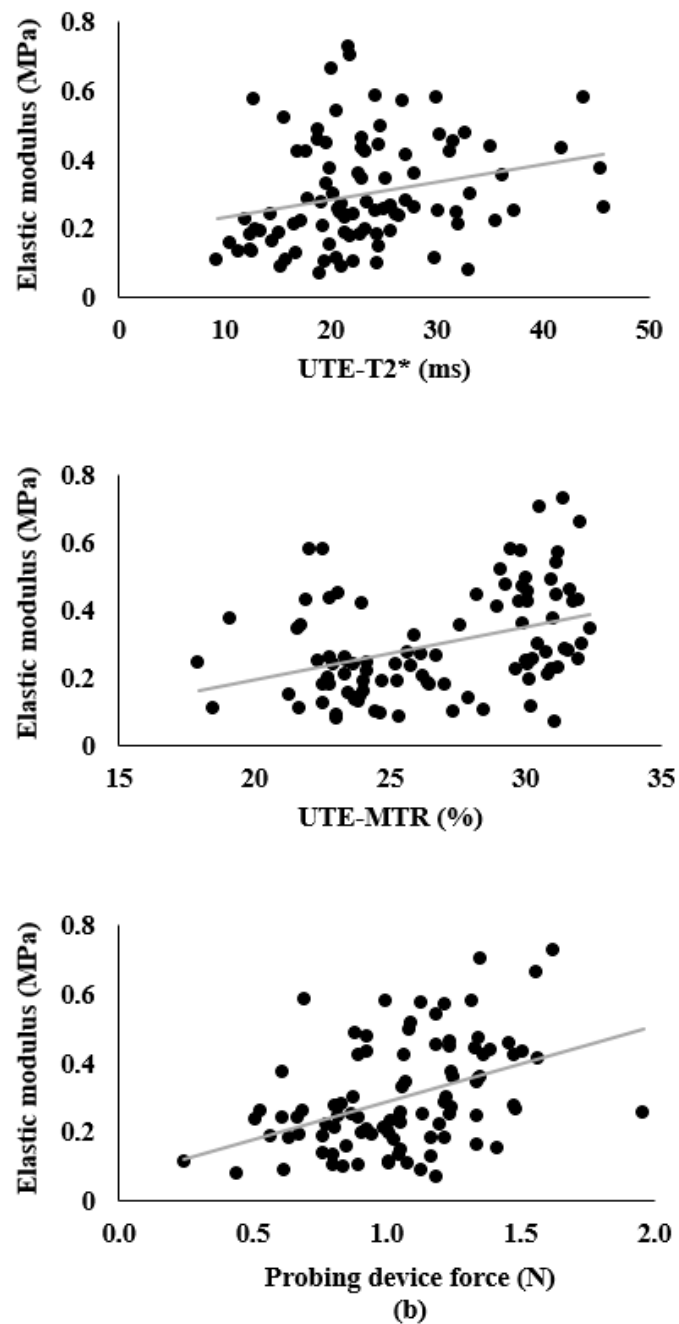 0.8
0.6
0.4
0.2
0
Elastic modulus (MPa)
0 10 20 30 40 50
UTE-T2* (ms)
0.8
0.6
0.4
0.2
0
Elastic modulus (MPa)
15 20 25 30 35
UTE-MTR (%)
0.8
0.6
0.4
0.2
0
Elastic modulus (MPa)
0.0 0.5 1.0 1.5 2.0
Probing device force (N)
(b)